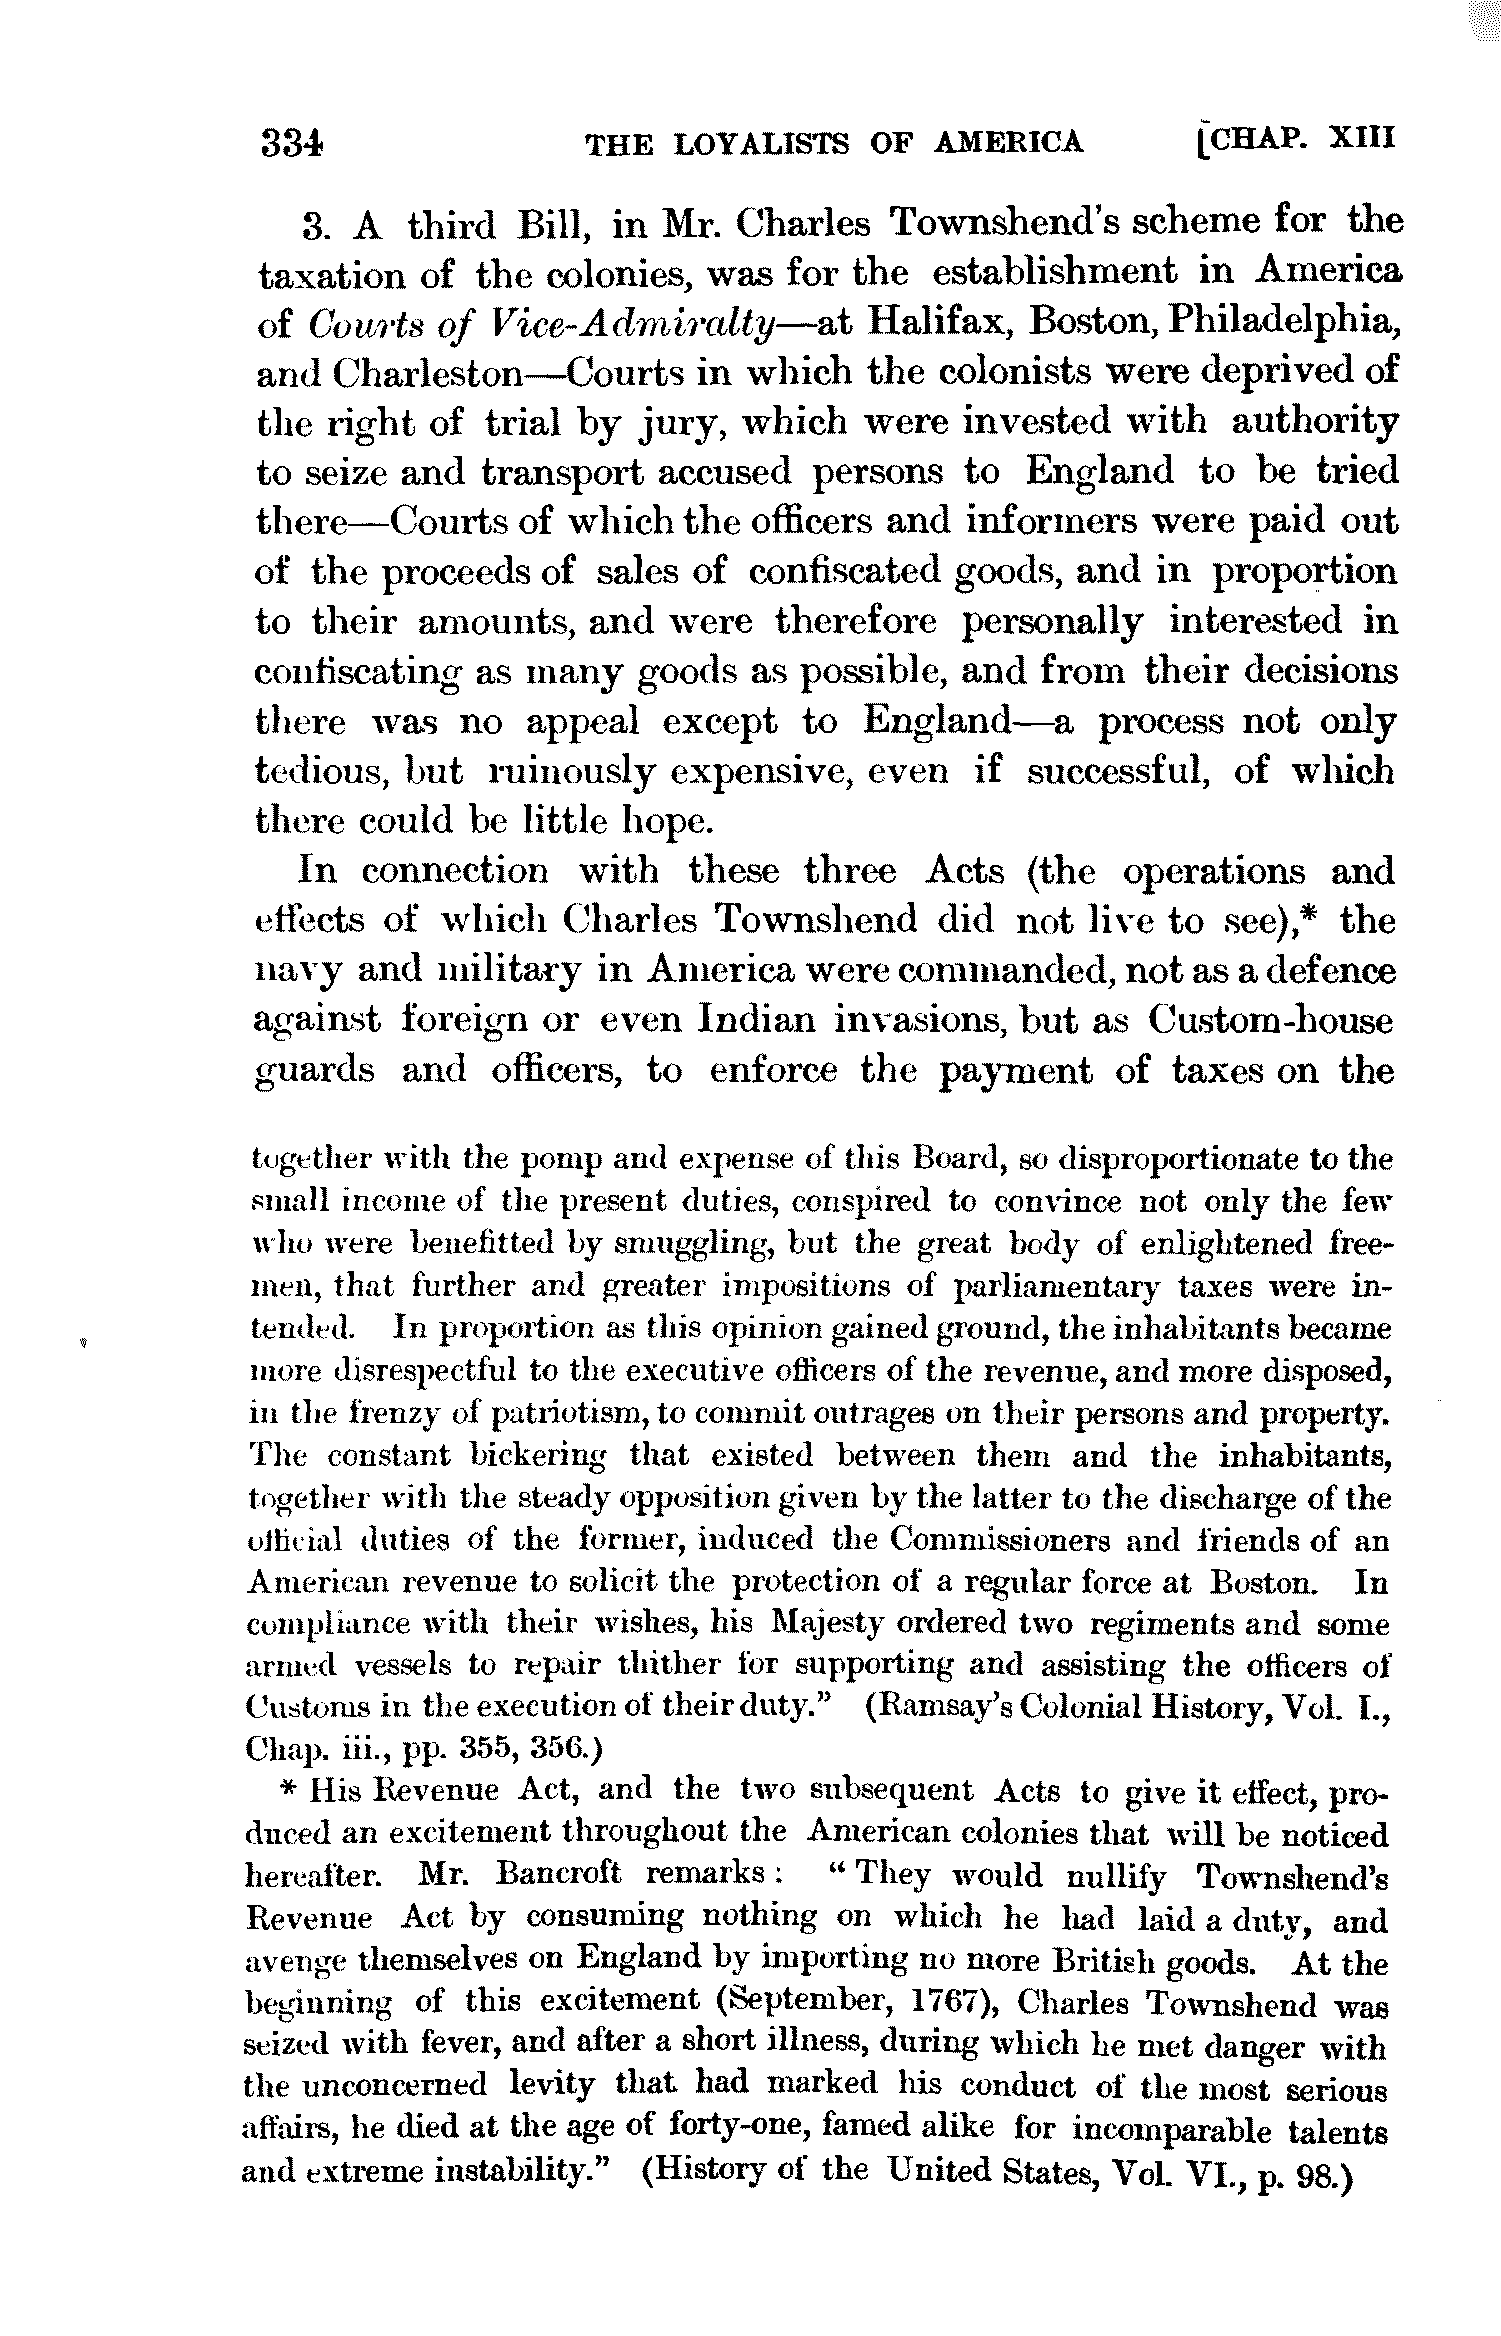 334 THE LOYALISTS OF AMERICA [CHAP. XIII
3. A third Bill, in Mr. Charles Townshend's scheme for the
taxation of the colonies, was for the establishment in America
of Courts of Vice-Admiralty—at Halifax, Boston, Philadelphia,
and Charleston—Courts in which the colonists were deprived of
the right of trial by jury, which were invested with authority
to seize and transport accused persons to England to be tried
there—Courts of which the officers and informers were paid out
of the proceeds of sales of confiscated goods, and in proportion
to their amounts, and were therefore personally interested in
confiscating as many goods as possible, and from their decisions
there was no appeal except to England—a process not only
tedious, but ruinously expensive, even if successful, of which
there could be little hope.
In connection with these three Acts (the operations and
effects of which Charles Townshend did not live to see),* the
navy and military in America were commanded, not as a defence
against foreign or even Indian invasions, but as Custom-house
guards and officers, to enforce the payment of taxes on the
together with the pomp and expense of this Board, so disproportionate to the
small income of the present duties, conspired to convince not only the few
who were benefitted by smuggling, but the great body of enlightened free-
men, that further and greater impositions of parliamentary taxes were in-
tended. In proportion as this opinion gained ground, the inhabitants became
more disrespectful to the executive officers of the revenue, and more disposed,
in the frenzy of patriotism, to commit outrages on their persons and property.
The constant bickering that existed between them and the inhabitants,
together with the steady opposition given by the latter to the discharge of the
official duties of the former, induced the Commissioners and friends of an
American revenue to solicit the protection of a regular force at Boston. In
compliance with their wishes, his Majesty ordered two regiments and some
armed vessels to repair thither for supporting and assisting the officers of
Customs in the execution of their duty." (Ramsay's Colonial History, Vol. I.,
Chap. iii., pp. 355, 356.)
* His Revenue Act, and the two subsequent Acts to give it effect, pro-
duced an excitement throughout the American colonies that will be noticed
hereafter. Mr. Bancroft remarks: "They would nullify Townshend's
Revenue Act by consuming nothing on which he had laid a duty, and
avenge themselves on England by importing no more British goods. At the
beginning of this excitement (September, 1767), Charles Townshend was
seized with fever, and after a short illness, during which he met danger with
the unconcerned levity that had marked his conduct of the most serious
affairs, he died at the age of forty-one, famed alike for incomparable talents
and extreme instability." (History of the United States, Vol. VI., p. 98.)